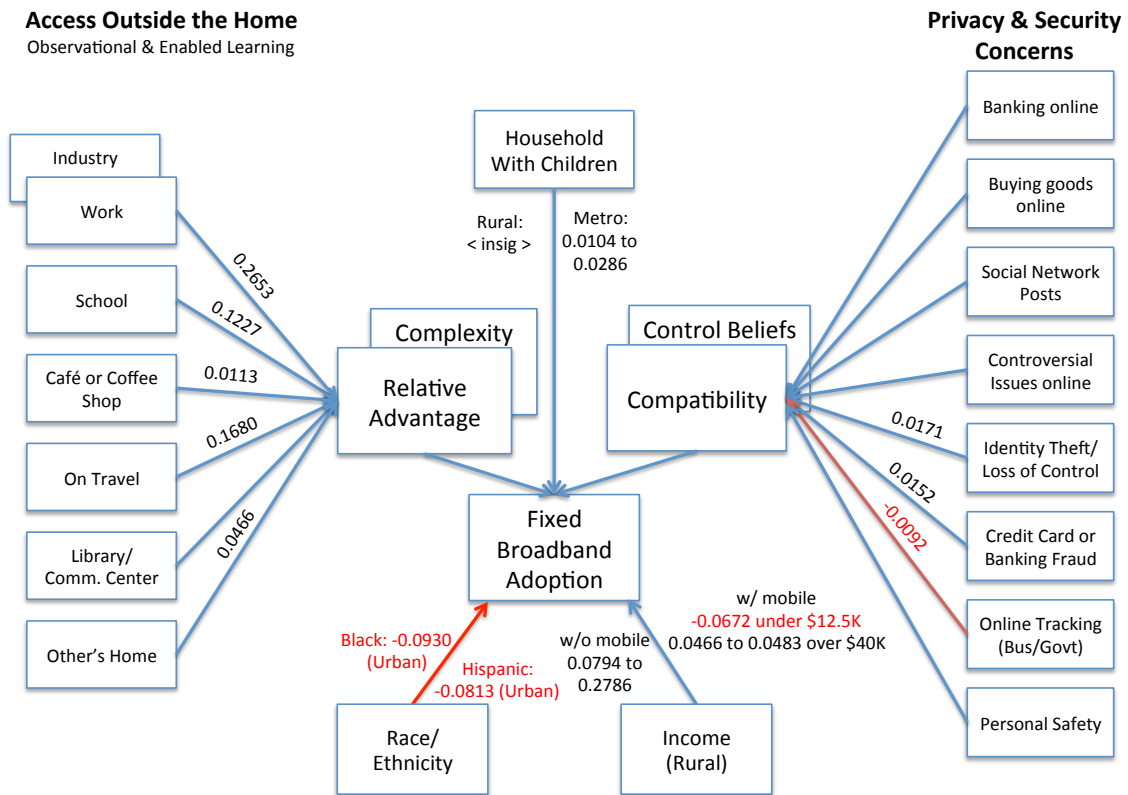 Access Outside the Home
Observational & Enabled Learning
Industry
Work
School
Café or Coffee
Shop
On Travel
Library/
Comm. Center
Other's Home
0.2653
0.1227
0.0113
0.1680
0.0466
Household
With Children
Rural:
< insig >
Metro:
0.0104 to
0.0286
Complexity
Relative
Advantage
Control Beliefs
Compatibility
Fixed
Broadband
Adoption
Black: -0.0930
(Urban)
Hispanic:
-0.0813 (Urban)
w/o mobile
0.0794 to
0.2786
w/ mobile
-0.0672 under $12.5K
0.0466 to 0.0483 over $40K
Race/
Ethnicity
Income
(Rural)
Privacy & Security
Concerns
Banking online
Buying goods
online
Social Network
Posts
Controversial
Issues online
Identity Theft/
Loss of Control
Credit Card or
Banking Fraud
Online Tracking
(Bus/Govt)
Personal Safety
0.0171
0.0152
-0.0092